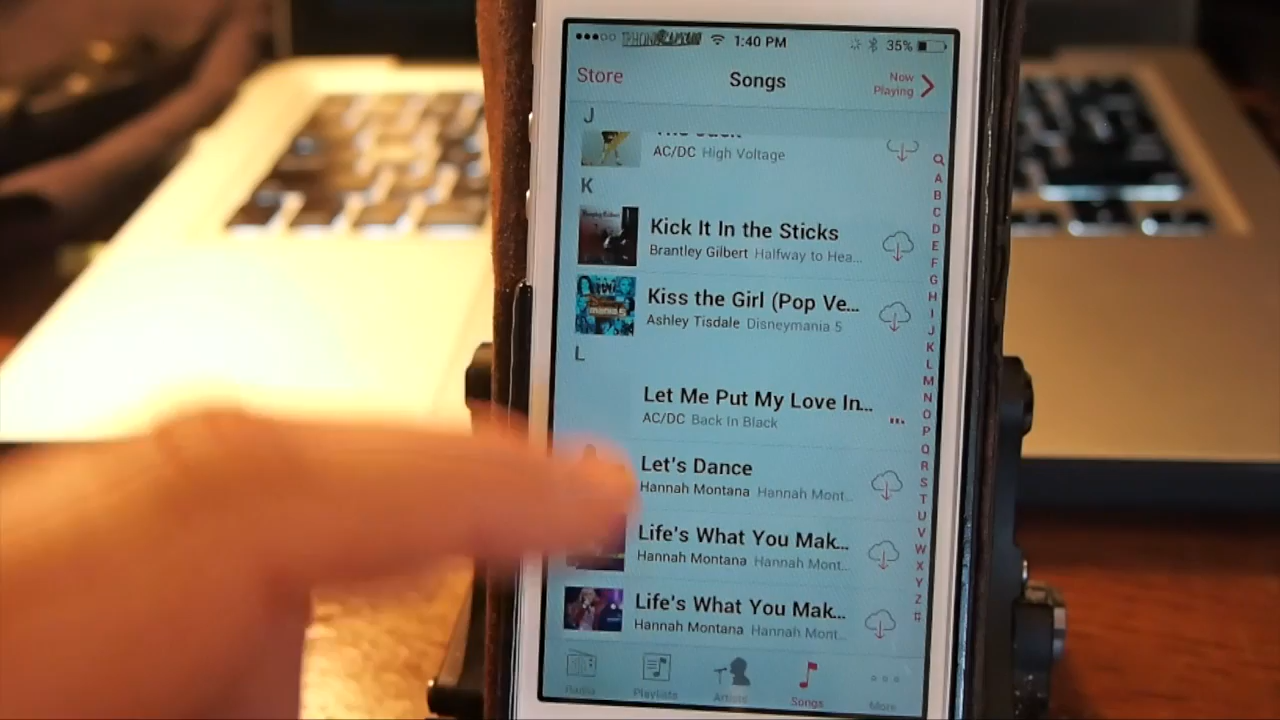 1:40 PM
35%
Store
Songs
Now
Playing
J
AC/DC High Voltage
K
Kick It In the Sticks
Brantley Gilbert Halfway to Hea...
Kiss the Girl (Pop Ve...
Ashley Tisdale Disneymania 5
L
Let Me Put My Love In...
AC/DC Back In Black
Let's Dance
Hannah Montana Hannah Mont...
Life's What You Mak...
Hannah Montana Hannah Mont...
Life's What You Mak...
Hannah Montana Hannah Mont...
A
B
C
D
E
F
G
H
I
J
K
L
M
N
O
P
Q
R
S
T
U
V
W
X
Y
Z
#
Radio
Playlists
Artists
Songs
More